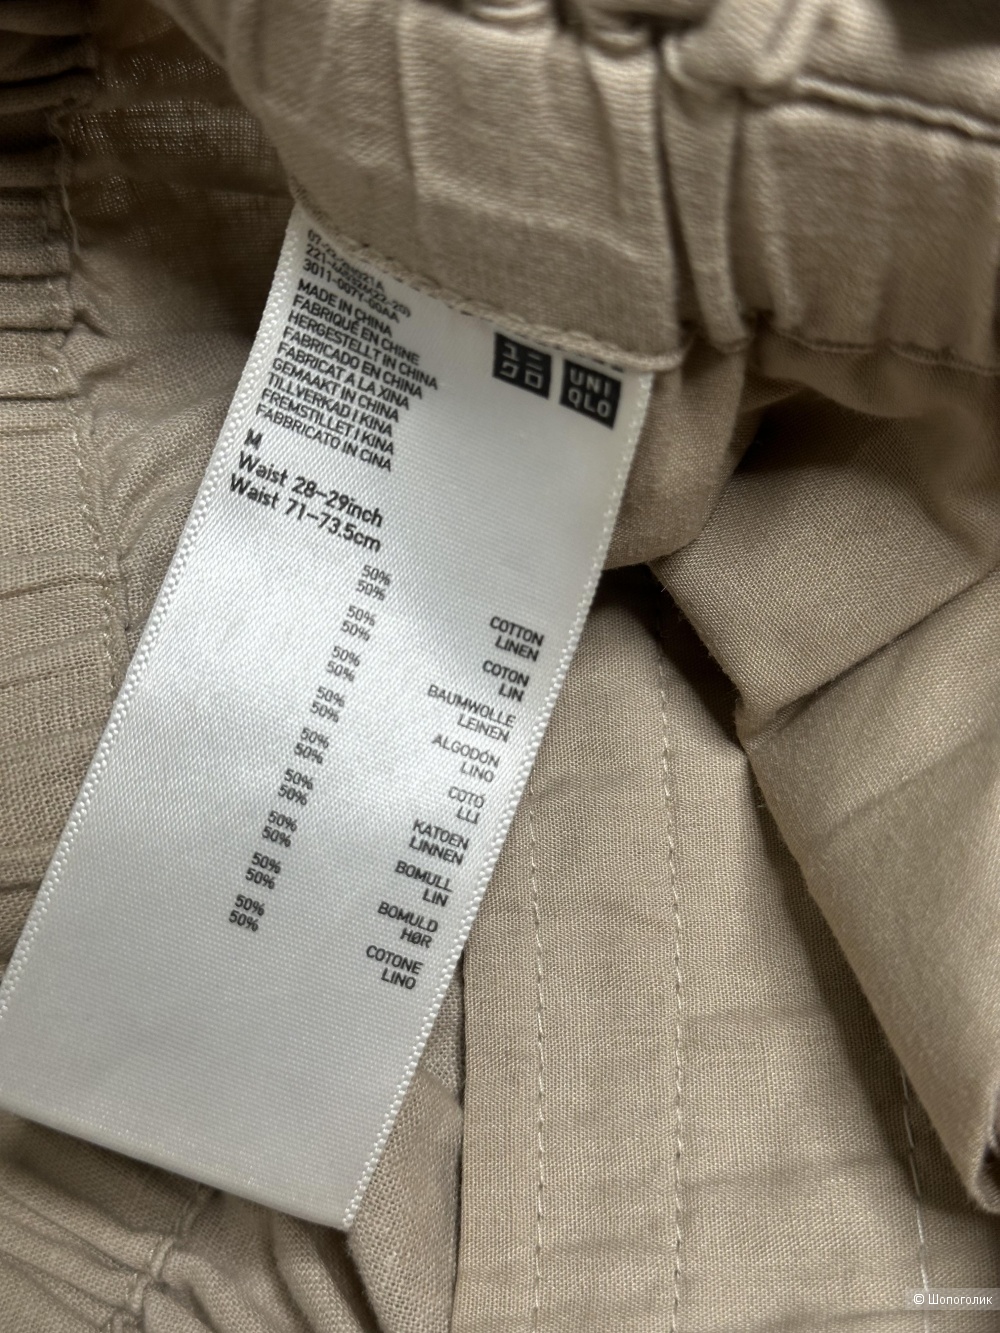 ユニ
クロ
UNI
QLO
MADE IN CHINA
FABRIQUÉ EN CHINE
HERGESTELLT IN CHINA
FABRICADO EN CHINA
FABRICAT A LA XINA
GEMAAKT IN CHINA
TILLVERKAD I KINA
FREMSTILLET I KINA
FABBRICATO IN CINA
M
Waist 28-29inch
Waist 71-73.5cm
50% COTTON
50% LINEN
50% COTON
50% LIN
50% BAUMWOLLE
50% LEINEN
50% ALGODÓN
50% LINO
50% COTÓ
50% LLI
50% KATOEN
50% LINNEN
50% BOMULL
50% LIN
50% BOMULD
50% HØR
50% COTONE
50% LINO
© Шопоголик